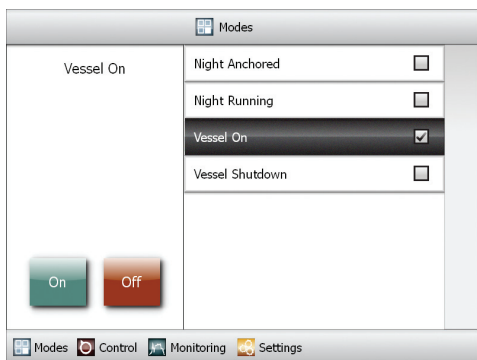 Modes
Vessel On
Night Anchored
Night Running
Vessel On
Vessel Shutdown
On Off
Modes Control Monitoring Settings